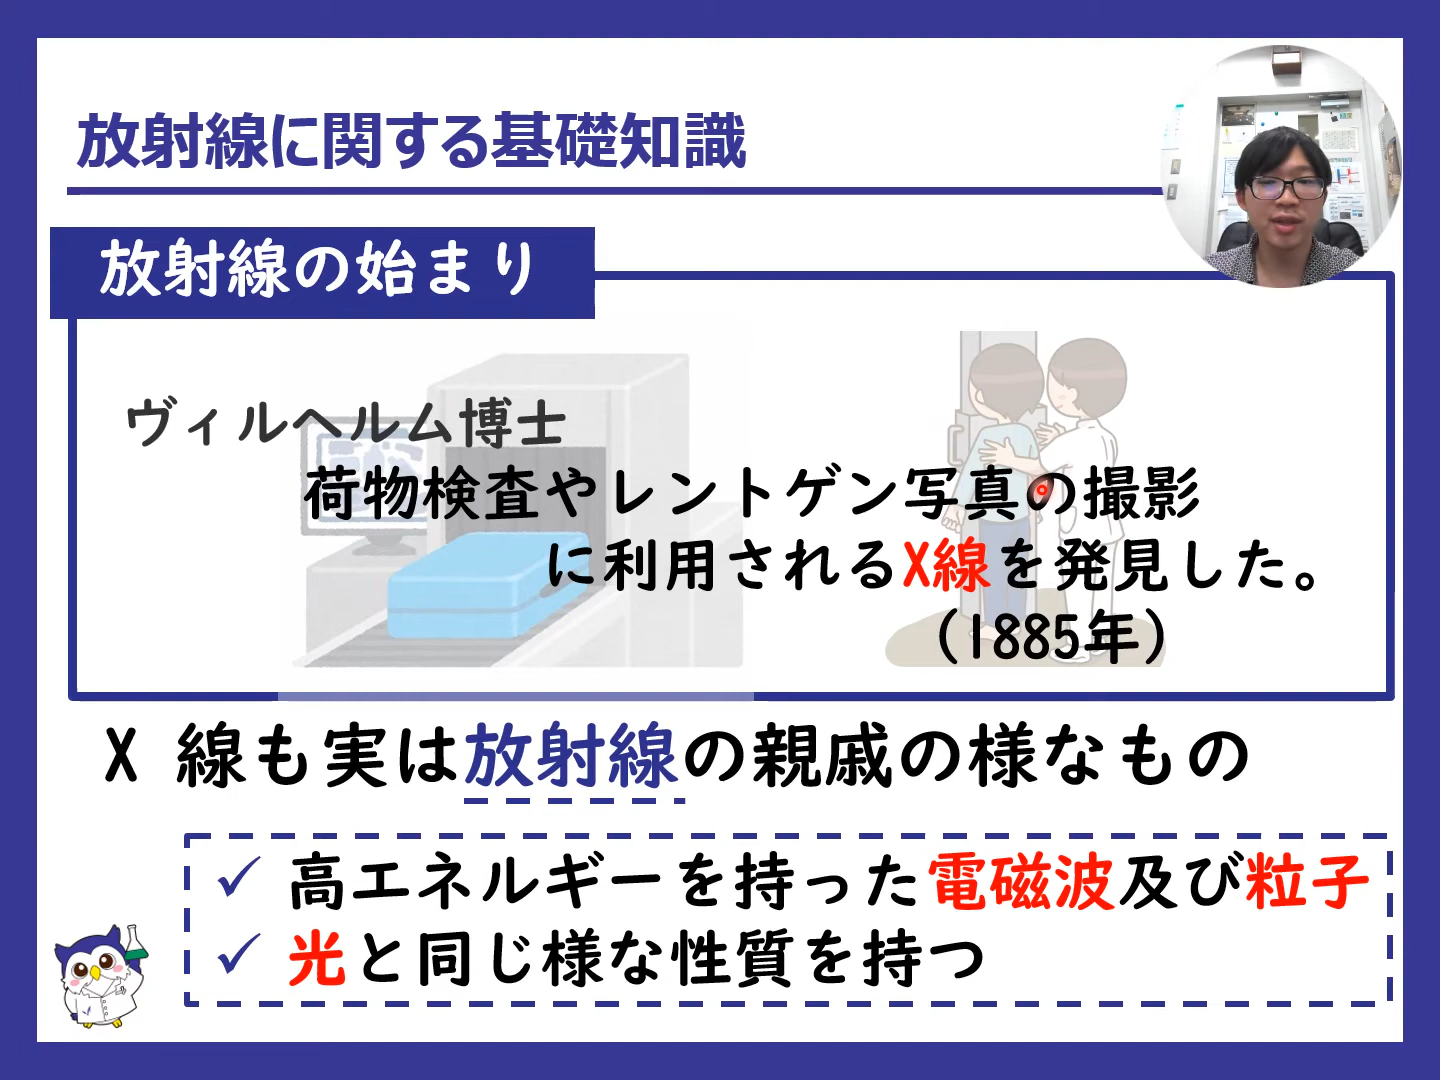 放射線に関する基礎知識
放射線の始まり
ヴィルヘルム博士
荷物検査やレントゲン写真の撮影
に利用されるX線を発見した。
(1885年)
X 線も実は放射線の親戚の様なもの
✓ 高エネルギーを持った電磁波及び粒子
✓ 光と同じ様な性質を持つ